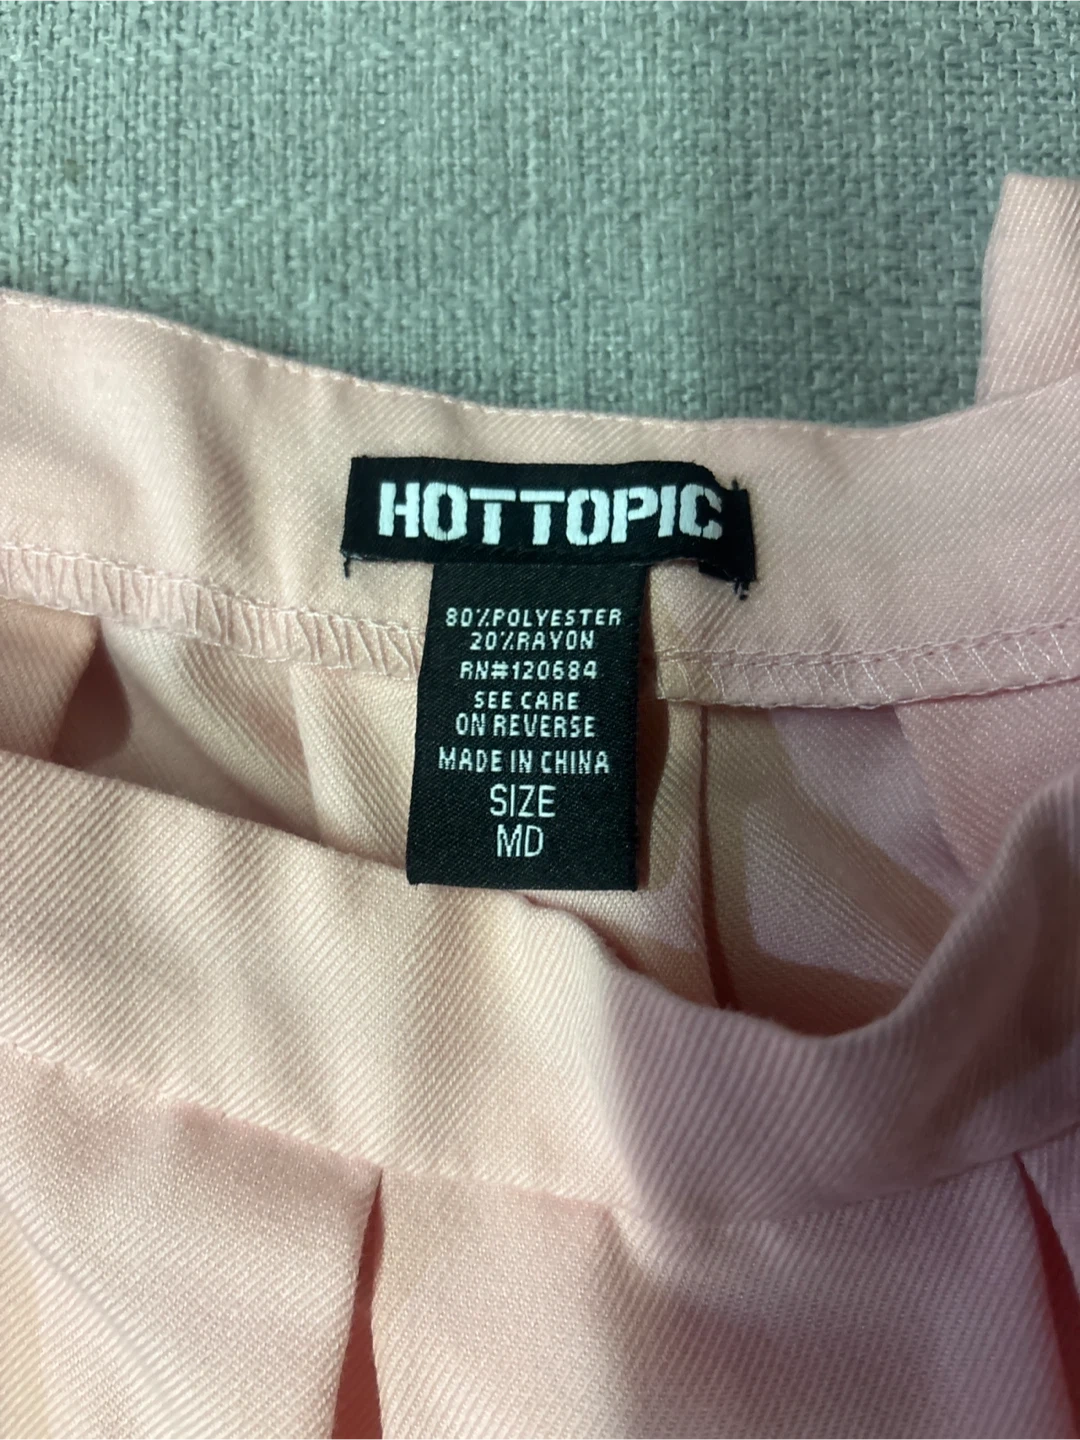 HOTTOPIC
80%POLYESTER
20%RAYON
RN#120684
SEE CARE
ON REVERSE
MADE IN CHINA
SIZE
MD